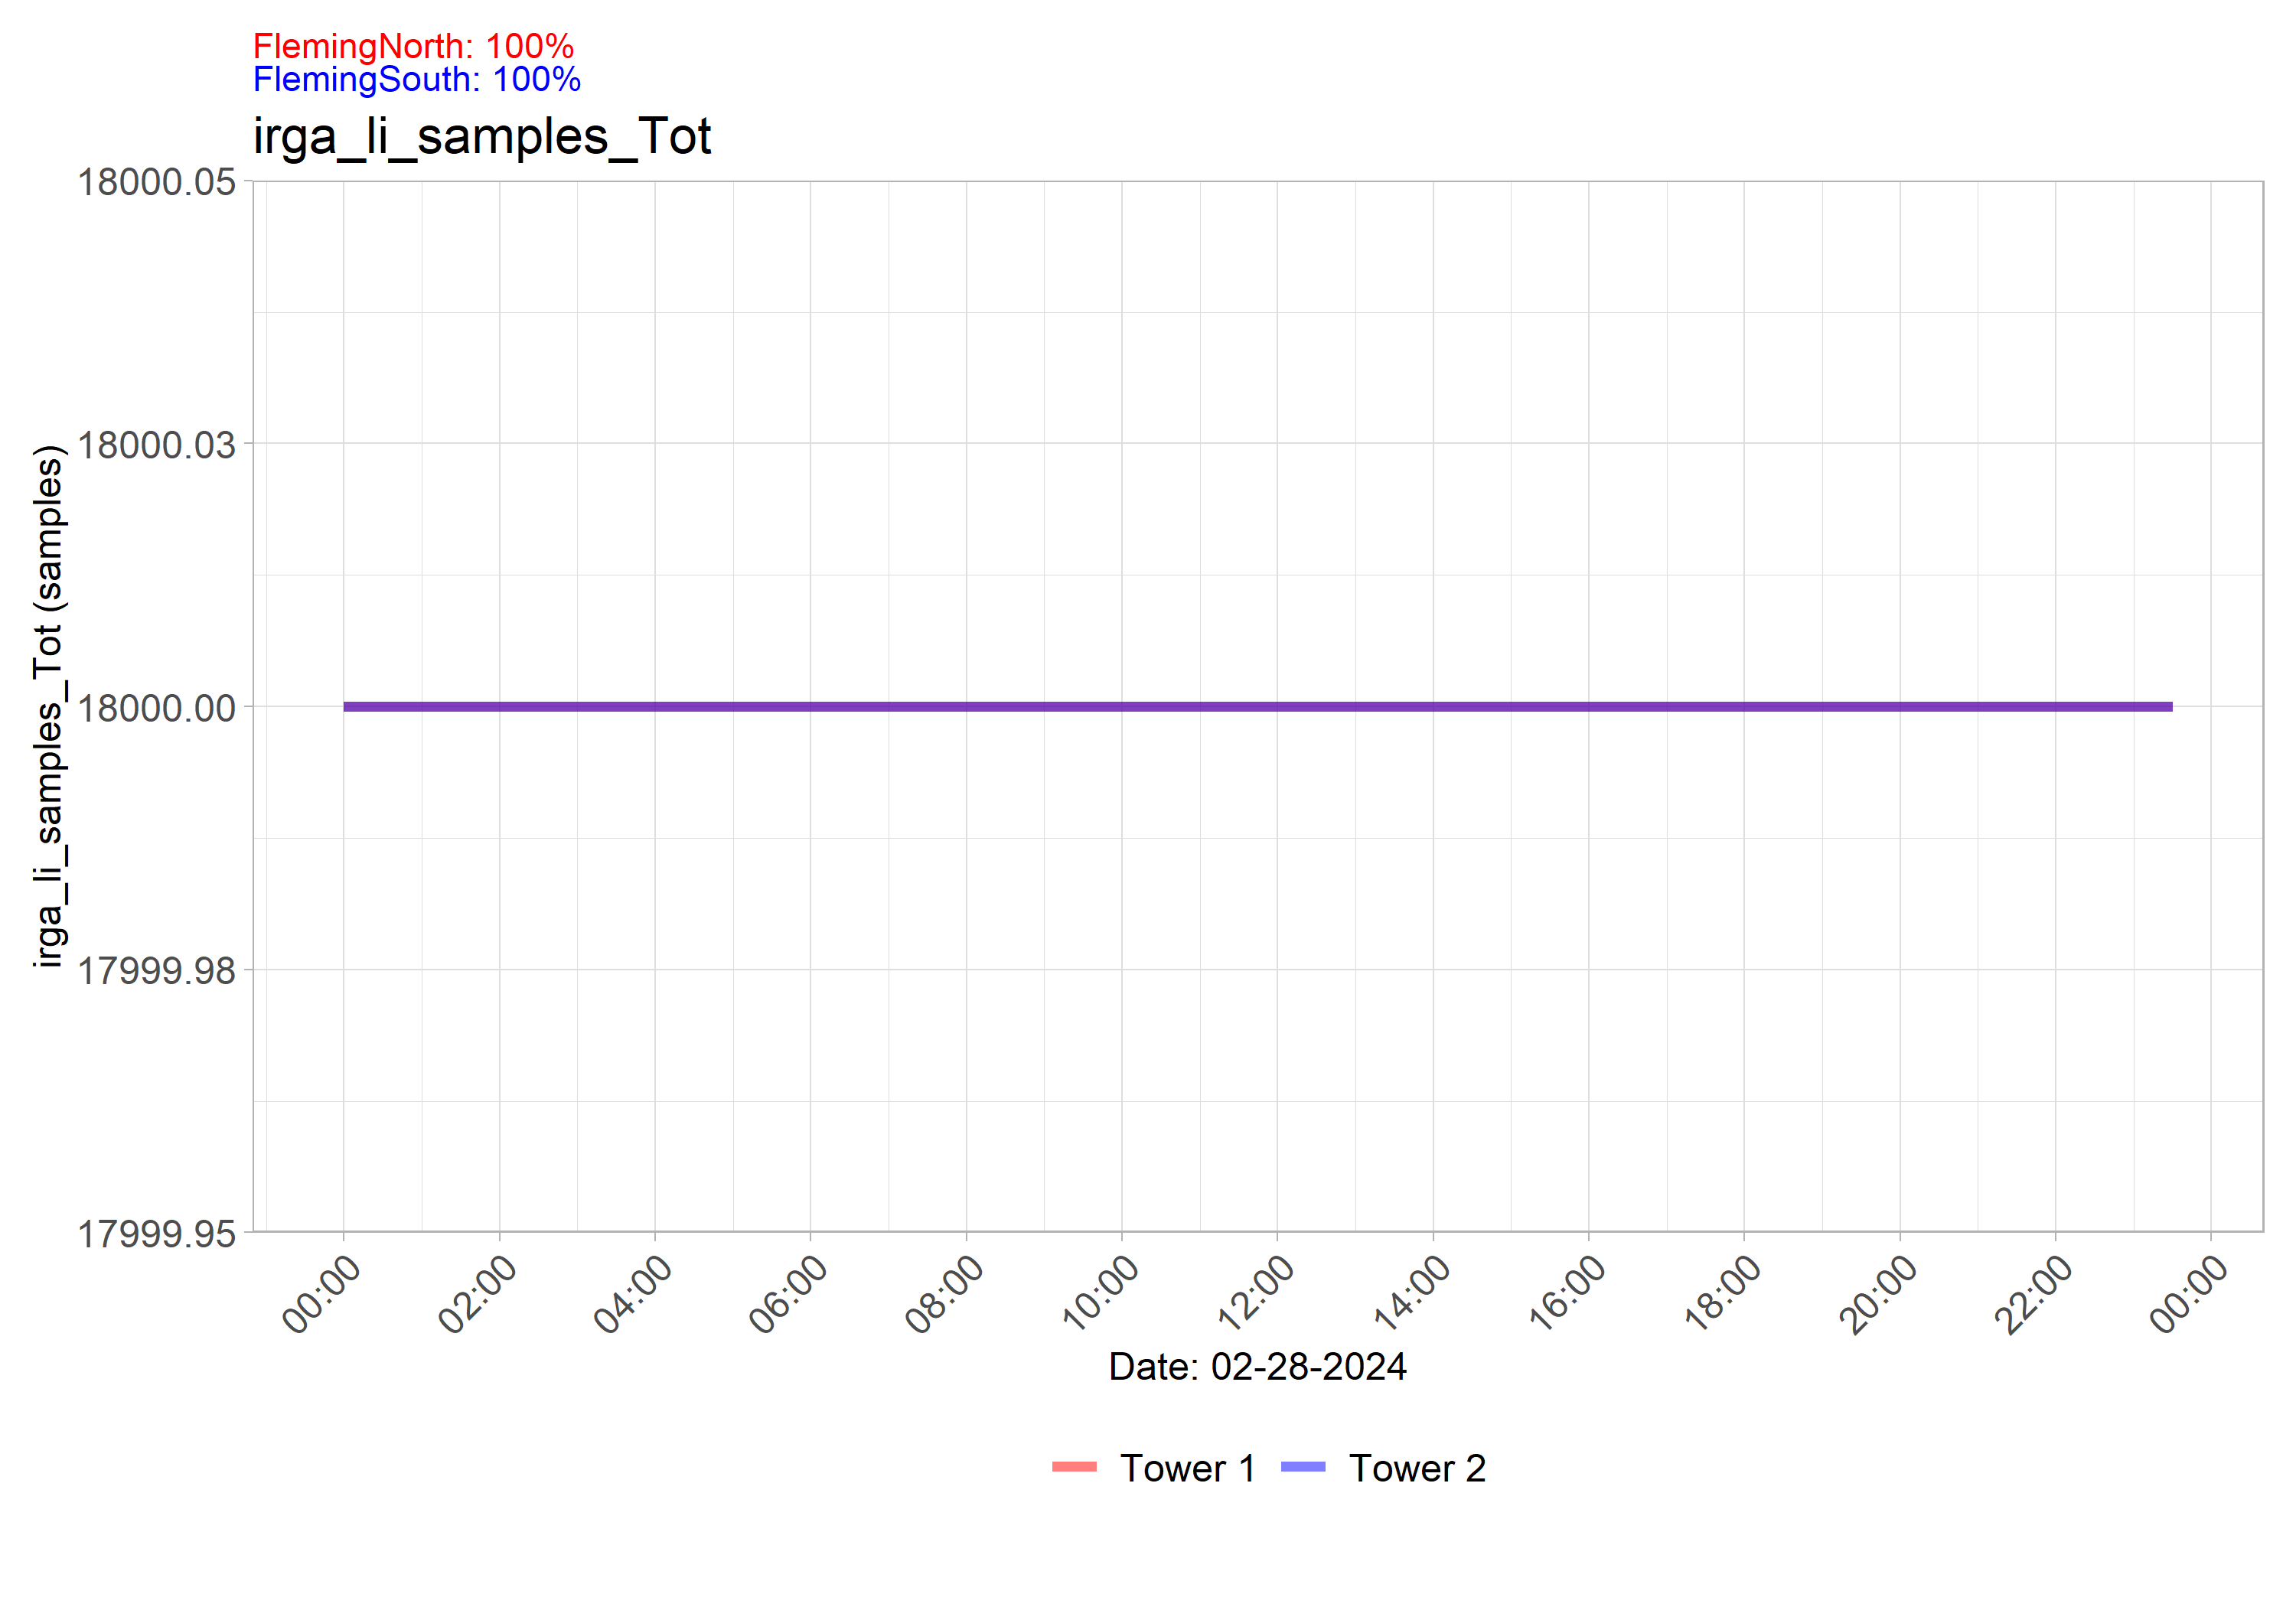 FlemingNorth: 100%
FlemingSouth: 100%
irga_li_samples_Tot
18000.05
18000.03
18000.00
17999.98
17999.95
irga_li_samples_Tot (samples)
00:00 02:00 04:00 06:00 08:00 10:00 12:00 14:00 16:00 18:00 20:00 22:00 00:00
Date: 02-28-2024
Tower 1 Tower 2